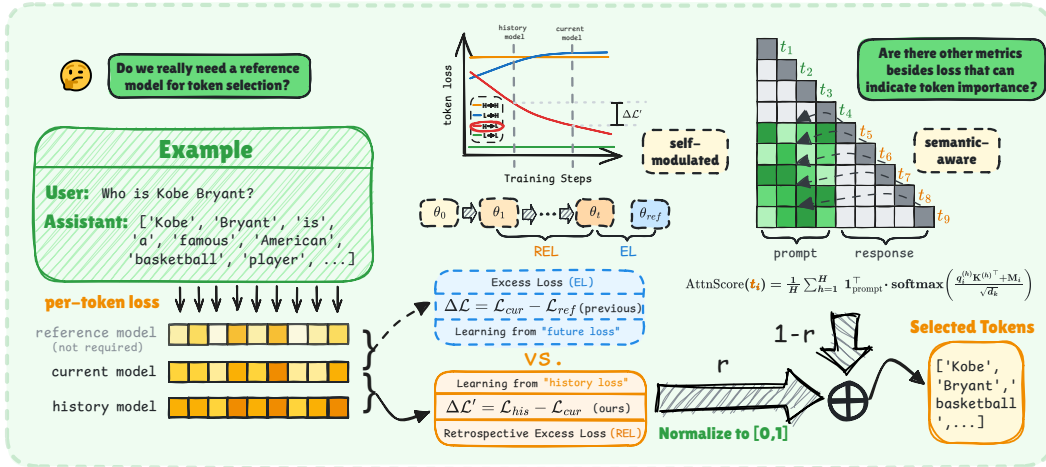 Do we really need a reference
model for token selection?
Example
User: Who is Kobe Bryant?
Assistant: ['Kobe', 'Bryant', 'is',
'a', 'famous', 'American',
'basketball', 'player', ...]
per-token loss
reference model
(not required)
current model
history model
history
model
current
model
token loss
H→H
L→H
H→L
L→L
Δℒ'
Training Steps
self-
modulated
θ₀
θ₁
θₜ
θref
REL
EL
Excess Loss (EL)
Δℒ = ℒcur − ℒref (previous)
Learning from "future loss"
VS.
Learning from "history loss"
Δℒ' = ℒhis − ℒcur (ours)
Retrospective Excess Loss (REL)
Are there other metrics
besides loss that can
indicate token importance?
t₁
t₂
t₃
t₄
t₅
t₆
t₇
t₈
t₉
semantic-
aware
prompt
response
AttnScore(tᵢ) = 1/H ∑ᴴₕ₌₁ 1⊤prompt · softmax(qᵢ⁽ʰ⁾K⁽ʰ⁾⊤+Mᵢ / √dₖ)
r
1-r
Normalize to [0,1]
Selected Tokens
['Kobe',
'Bryant','
basketball
',...]